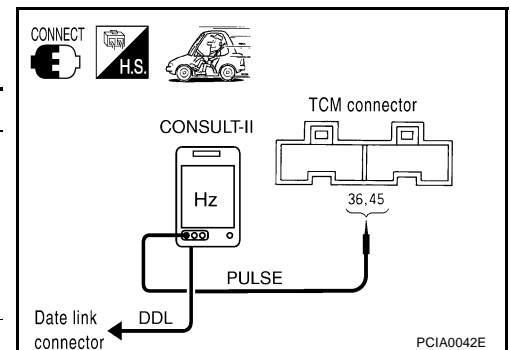 CONNECT
H.S.
TCM connector
CONSULT-II
Hz
36,45
PULSE
Date link
DDL
connector
PCIA0042E